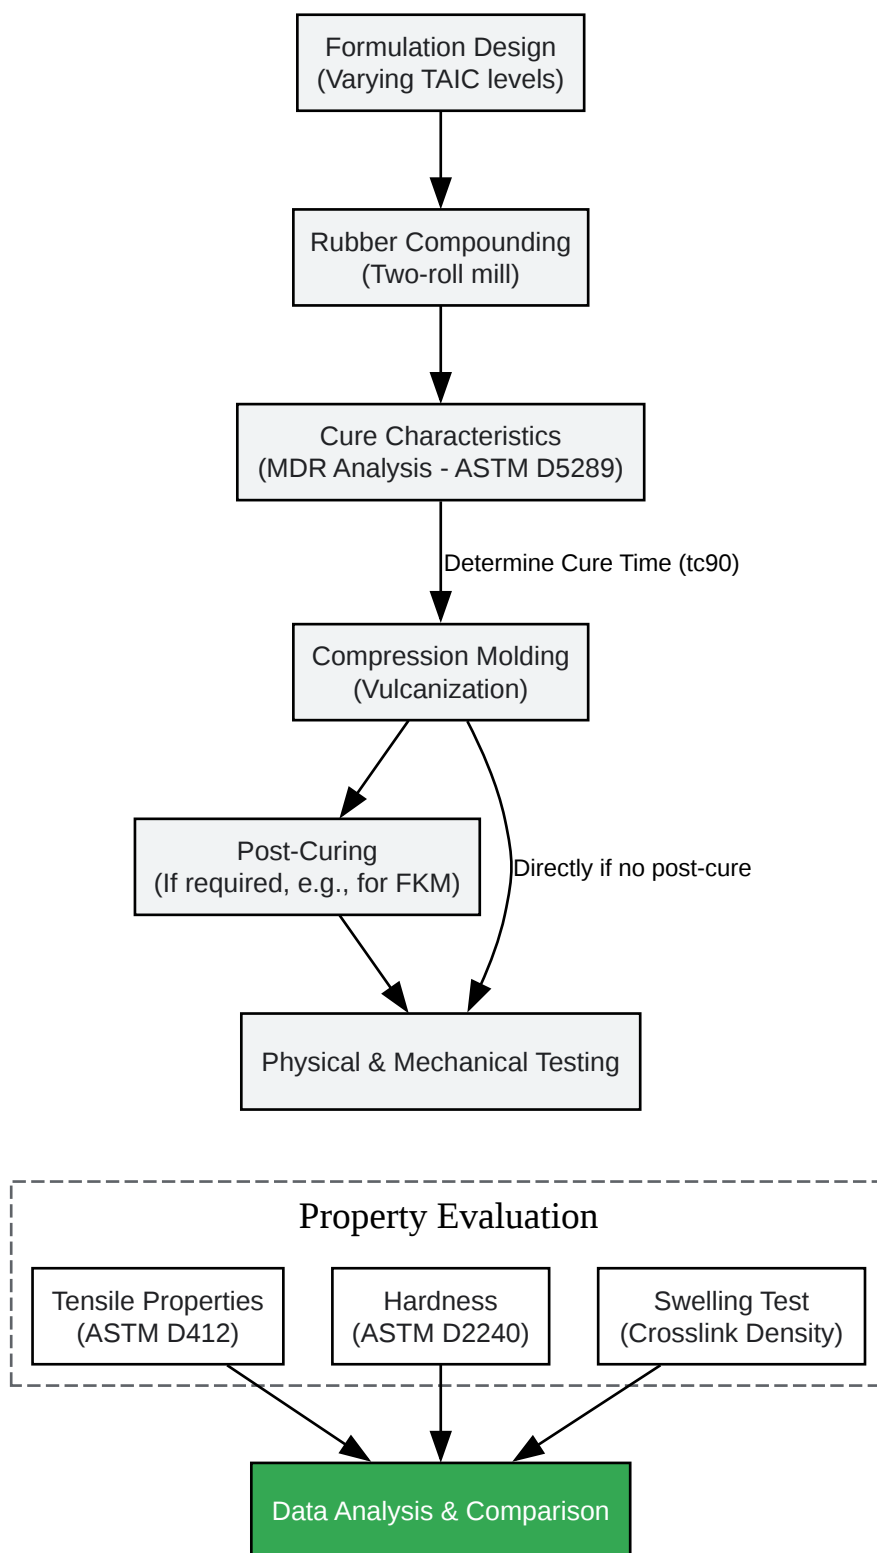 Formulation Design
(Varying TAIC levels)
Rubber Compounding
(Two-roll mill)
Cure Characteristics
(MDR Analysis - ASTM D5289)
Determine Cure Time (tc90)
Compression Molding
(Vulcanization)
Post-Curing
(If required, e.g., for FKM)
Directly if no post-cure
Physical & Mechanical Testing
Property Evaluation
Tensile Properties
(ASTM D412)
Hardness
(ASTM D2240)
Swelling Test
(Crosslink Density)
Data Analysis & Comparison